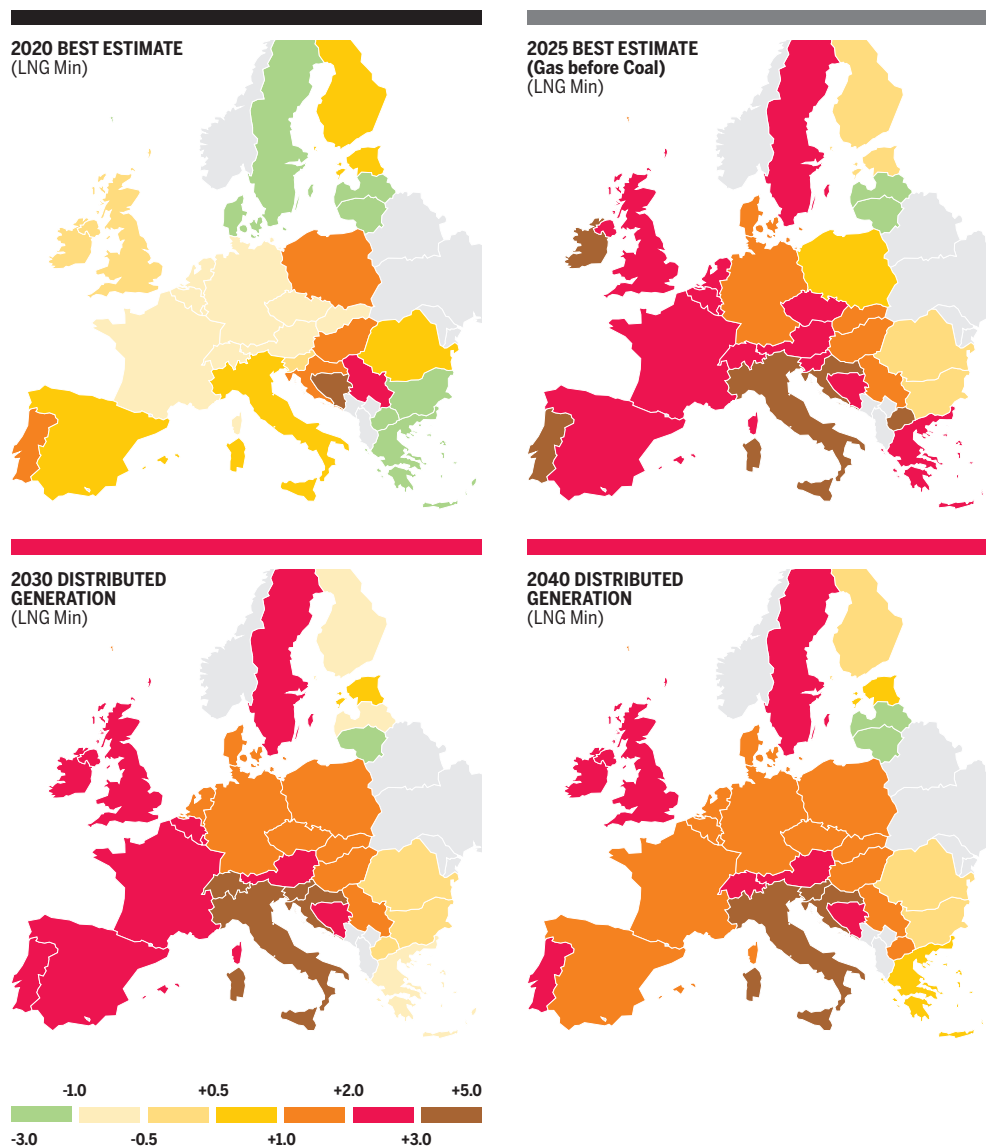 2020 BEST ESTIMATE
(LNG Min)
2025 BEST ESTIMATE
(Gas before Coal)
(LNG Min)
2030 DISTRIBUTED
GENERATION
(LNG Min)
2040 DISTRIBUTED
GENERATION
(LNG Min)
-1.0 +0.5 +2.0 +5.0
-3.0 -0.5 +1.0 +3.0